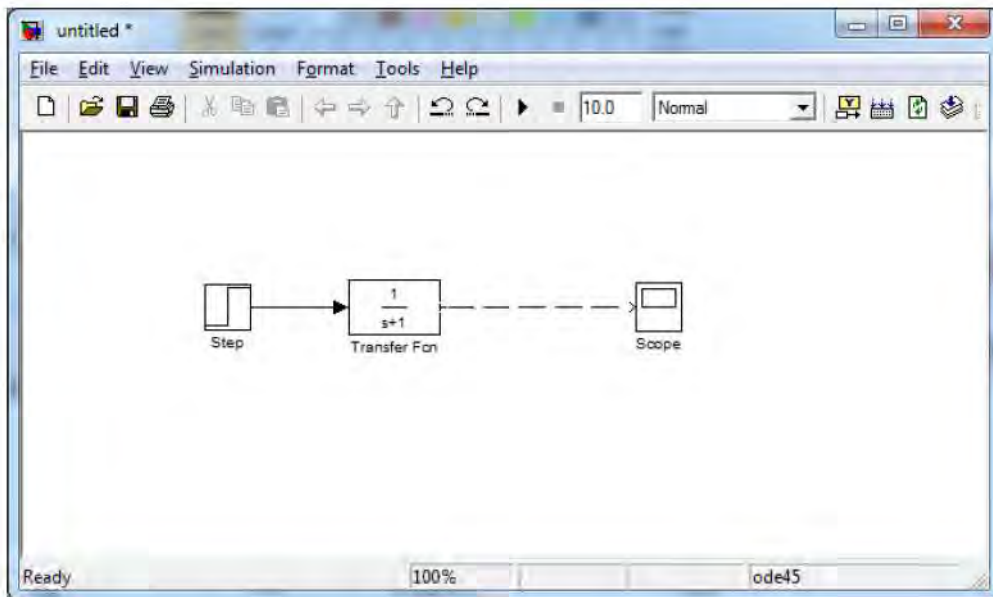 untitled *
File Edit View Simulation Format Tools Help
10.0 Normal
1
s+1
Step
Transfer Fcn
Scope
Ready 100% ode45